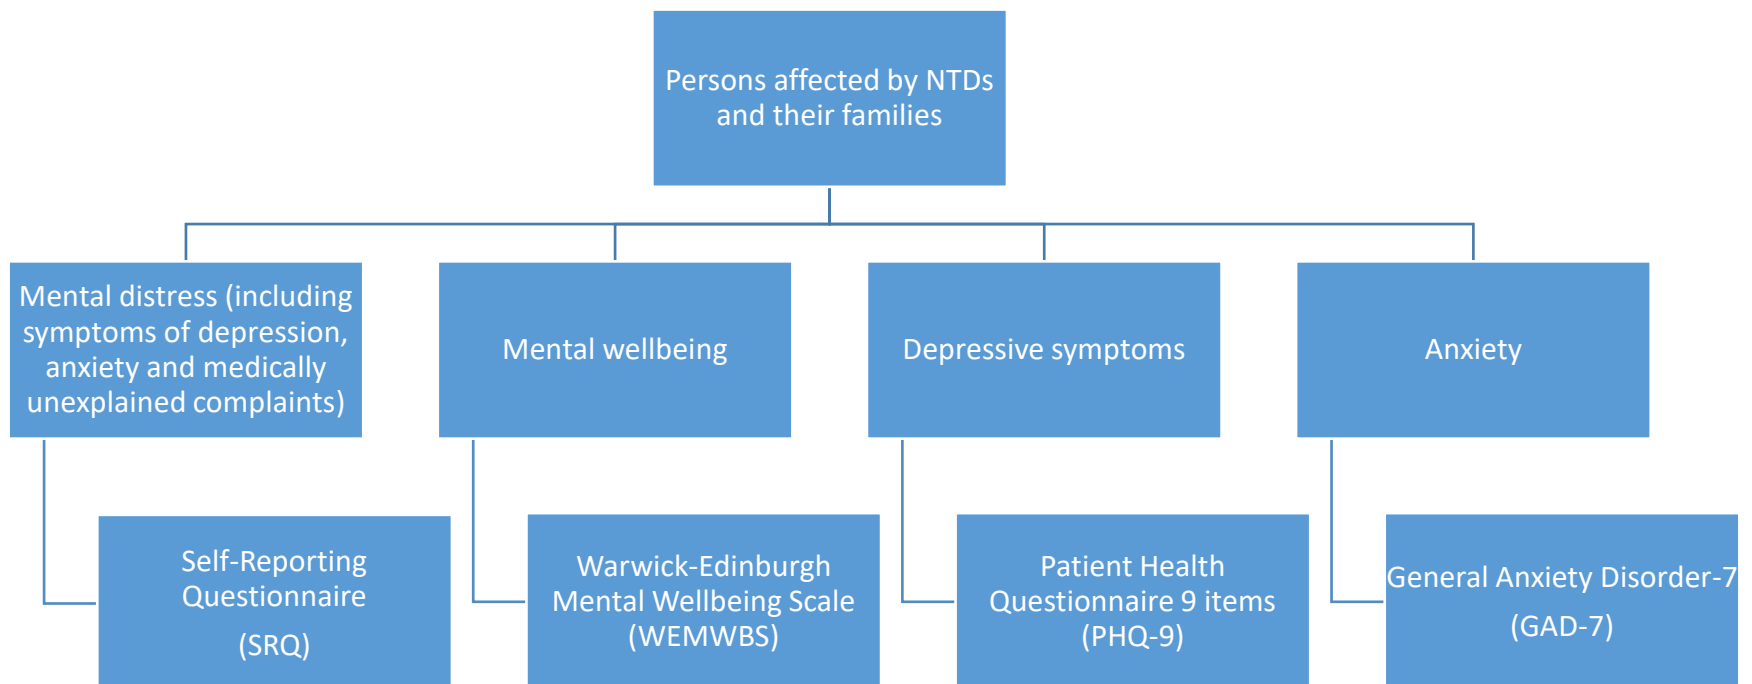 Persons affected by NTDs
and their families
Mental distress (including
symptoms of depression,
anxiety and medically
unexplained complaints)
Mental wellbeing
Depressive symptoms
Anxiety
Self-Reporting
Questionnaire
(SRQ)
Warwick-Edinburgh
Mental Wellbeing Scale
(WEMWBS)
Patient Health
Questionnaire 9 items
(PHQ-9)
General Anxiety Disorder-7
(GAD-7)